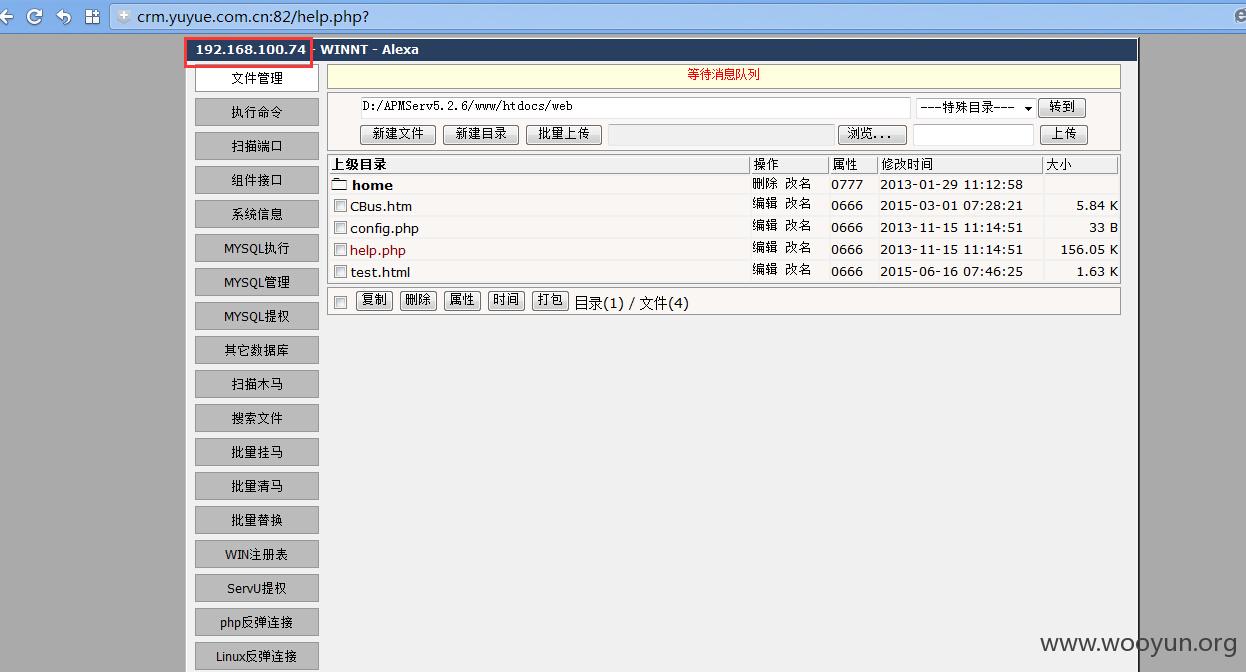 crm.yuyue.com.cn:82/help.php?
192.168.100.74 - WINNT - Alexa
文件管理
执行命令
扫描端口
组件接口
系统信息
MYSQL执行
MYSQL管理
MYSQL提权
其它数据库
扫描木马
搜索文件
批量挂马
批量清马
批量替换
WIN注册表
ServU提权
php反弹连接
Linux反弹连接
等待消息队列
D:/APMServ5.2.6/www/htdocs/web ---特殊目录--- 转到
新建文件 新建目录 批量上传 浏览... 上传
上级目录 操作 属性 修改时间 大小
home 删除 改名 0777 2013-01-29 11:12:58
CBus.htm 编辑 改名 0666 2015-03-01 07:28:21 5.84 K
config.php 编辑 改名 0666 2013-11-15 11:14:51 33 B
help.php 编辑 改名 0666 2013-11-15 11:14:51 156.05 K
test.html 编辑 改名 0666 2015-06-16 07:46:25 1.63 K
复制 删除 属性 时间 打包 目录(1) / 文件(4)
www.wooyun.org